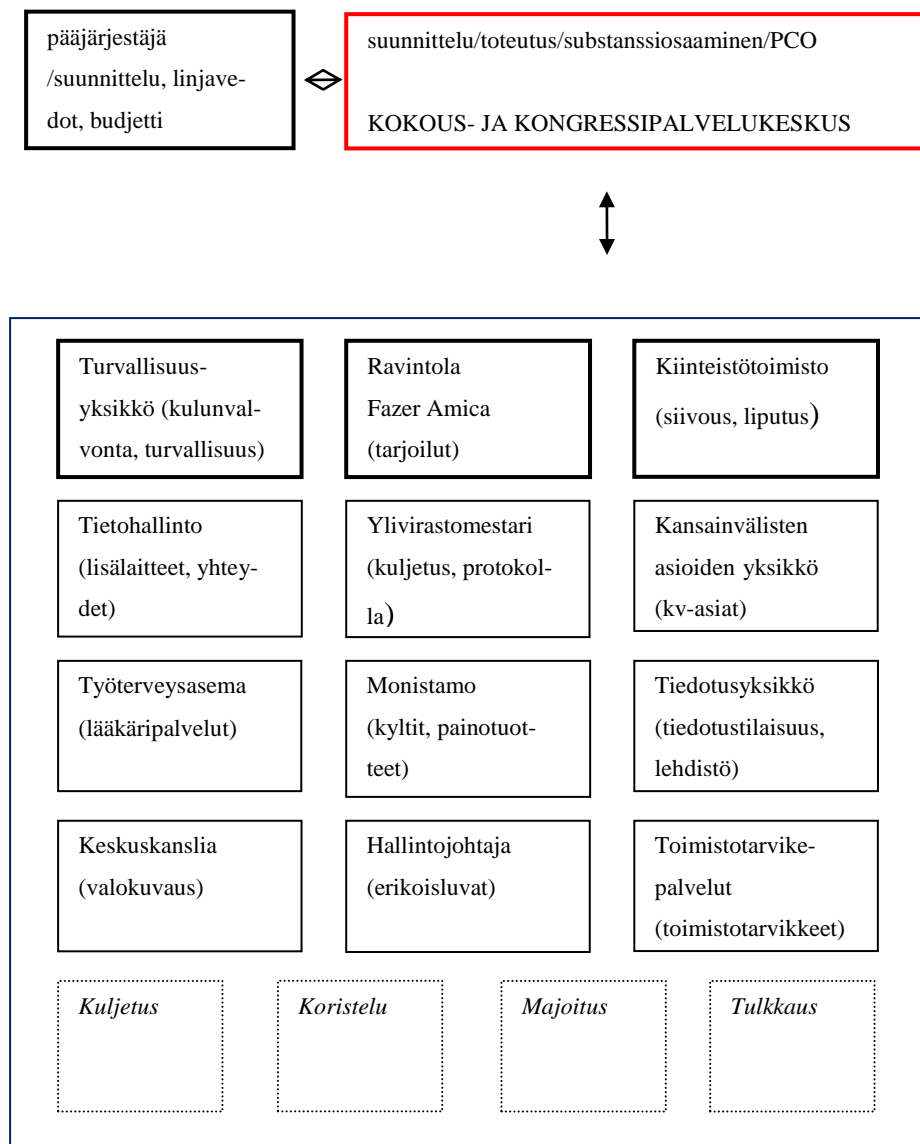 pääjärjestäjä
/suunnittelu, linjave-
dot, budjetti
suunnittelu/toteutus/substanssiosaaminen/PCO
KOKOUS- JA KONGRESSIPALVELUKESKUS
Turvallisuus-
yksikkö (kulunval-
vonta, turvallisuus)
Ravintola
Fazer Amica
(tarjoilut)
Kiinteistötoimisto
(siivous, liputus)
Tietohallinto
(lisälaitteet, yhtey-
det)
Ylivirastomestari
(kuljetus, protokol-
la)
Kansainvälisten
asioiden yksikkö
(kv-asiat)
Työterveysasema
(lääkäripalvelut)
Monistamo
(kyltit, painotuot-
teet)
Tiedotusyksikkö
(tiedotustilaisuus,
lehdistö)
Keskuskanslia
(valokuvaus)
Hallintojohtaja
(erikoisluvat)
Toimistotarvike-
palvelut
(toimistotarvikkeet)
Kuljetus
Koristelu
Majoitus
Tulkkaus